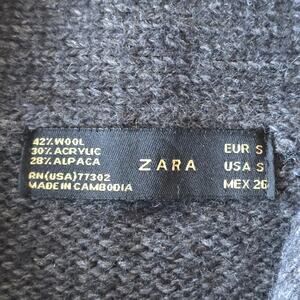 42% WOOL
30% ACRYLIC
28% ALPACA
RN(USA)77302
MADE IN CAMBODIA
ZARA
EUR S
USA S
MEX 26